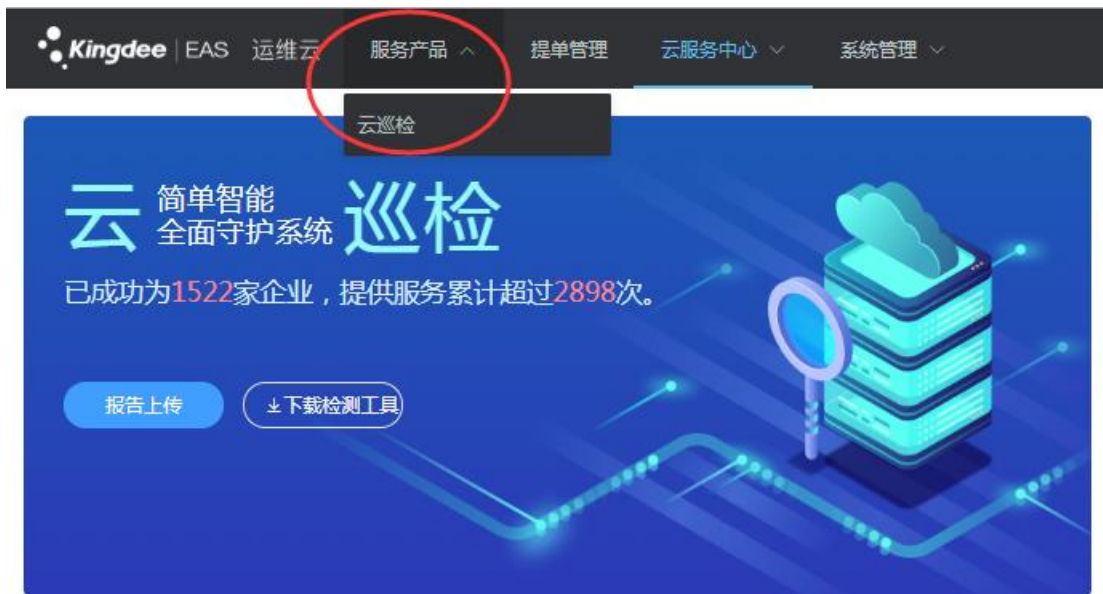 Kingdee EAS 运维云 服务产品 提单管理 云服务中心 系统管理
云巡检
云 简单智能 全面守护系统 巡检
已成功为1522家企业，提供服务累计超过2898次。
报告上传 下载检测工具